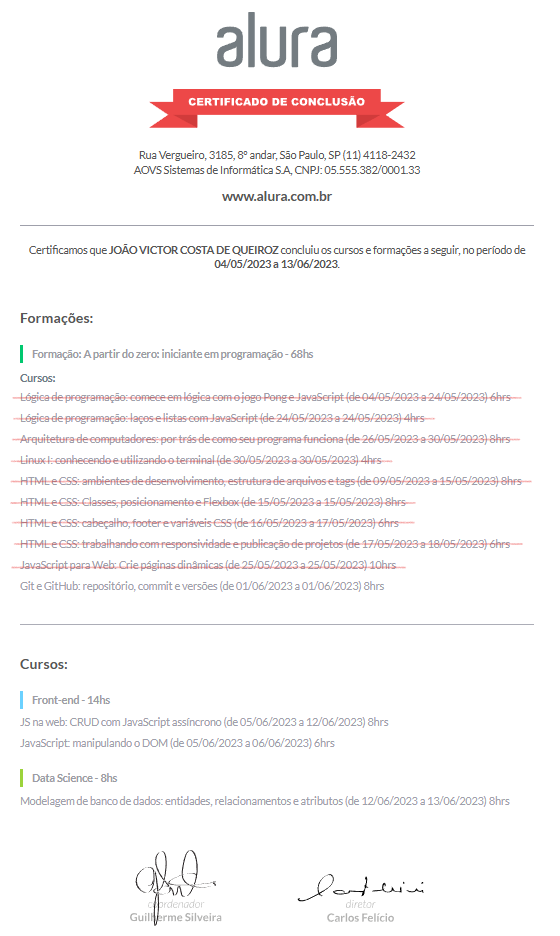 alura
CERTIFICADO DE CONCLUSÃO
Rua Vergueiro, 3185, 8º andar, São Paulo, SP (11) 4118-2432
AOVS Sistemas de Informática S.A, CNPJ: 05.555.382/0001.33
www.alura.com.br
Certificamos que JOÃO VICTOR COSTA DE QUEIROZ concluiu os cursos e formações a seguir, no período de
04/05/2023 a 13/06/2023.
Formações:
Formação: A partir do zero: iniciante em programação - 68hs
Cursos:
Lógica de programação: comece em lógica com o jogo Pong e JavaScript (de 04/05/2023 a 24/05/2023) 6hrs
Lógica de programação: laços e listas com JavaScript (de 24/05/2023 a 24/05/2023) 4hrs
Arquitetura de computadores: por trás de como seu programa funciona (de 26/05/2023 a 30/05/2023) 8hrs
Linux I: conhecendo e utilizando o terminal (de 30/05/2023 a 30/05/2023) 4hrs
HTML e CSS: ambientes de desenvolvimento, estrutura de arquivos e tags (de 09/05/2023 a 15/05/2023) 8hrs
HTML e CSS: Classes, posicionamento e Flexbox (de 15/05/2023 a 15/05/2023) 8hrs
HTML e CSS: cabeçalho, footer e variáveis CSS (de 16/05/2023 a 17/05/2023) 6hrs
HTML e CSS: trabalhando com responsividade e publicação de projetos (de 17/05/2023 a 18/05/2023) 6hrs
JavaScript para Web: Crie páginas dinâmicas (de 25/05/2023 a 25/05/2023) 10hrs
Git e GitHub: repositório, commit e versões (de 01/06/2023 a 01/06/2023) 8hrs
Cursos:
Front-end - 14hs
JS na web: CRUD com JavaScript assíncrono (de 05/06/2023 a 12/06/2023) 8hrs
JavaScript: manipulando o DOM (de 05/06/2023 a 06/06/2023) 6hrs
Data Science - 8hs
Modelagem de banco de dados: entidades, relacionamentos e atributos (de 12/06/2023 a 13/06/2023) 8hrs
coordenador
Guilherme Silveira
diretor
Carlos Felício